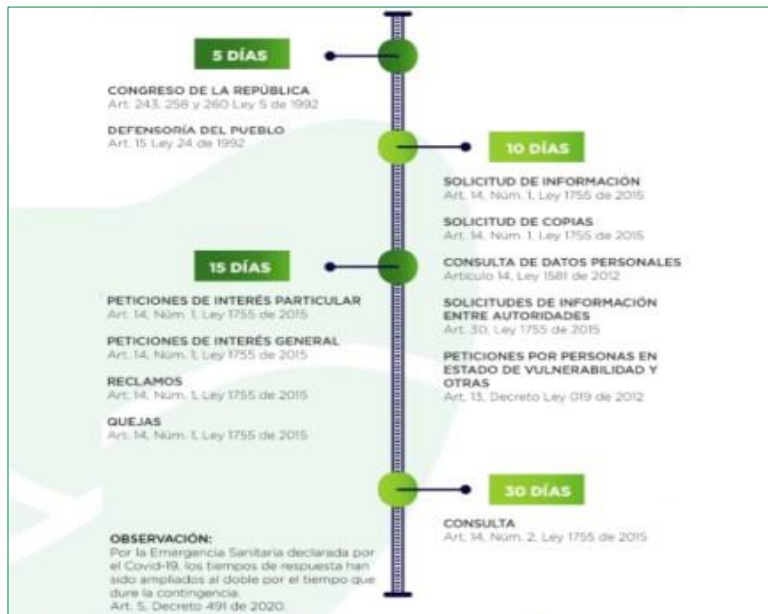 5 DÍAS
CONGRESO DE LA REPÚBLICA
Art. 243, 258 y 260 Ley 5 de 1992
DEFENSORÍA DEL PUEBLO
Art. 15 Ley 24 de 1992
10 DÍAS
SOLICITUD DE INFORMACIÓN
Art. 14, Núm. 1, Ley 1755 de 2015
SOLICITUD DE COPIAS
Art. 14, Núm. 1, Ley 1755 de 2015
CONSULTA DE DATOS PERSONALES
Artículo 14, Ley 1581 de 2012
SOLICITUDES DE INFORMACIÓN
ENTRE AUTORIDADES
Art. 30, Ley 1755 de 2015
PETICIONES POR PERSONAS EN
ESTADO DE VULNERABILIDAD Y
OTRAS
Art. 13, Decreto Ley 019 de 2012
15 DÍAS
PETICIONES DE INTERÉS PARTICULAR
Art. 14, Núm. 1, Ley 1755 de 2015
PETICIONES DE INTERÉS GENERAL
Art. 14, Núm. 1, Ley 1755 de 2015
RECLAMOS
Art. 14, Núm. 1, Ley 1755 de 2015
QUEJAS
Art. 14, Núm. 1, Ley 1755 de 2015
30 DÍAS
CONSULTA
Art. 14, Núm. 2, Ley 1755 de 2015
OBSERVACIÓN:
Por la Emergencia Sanitaria declarada por
el Covid-19, los tiempos de respuesta han
sido ampliados al doble por el tiempo que
dure la contingencia.
Art. 5, Decreto 491 de 2020.